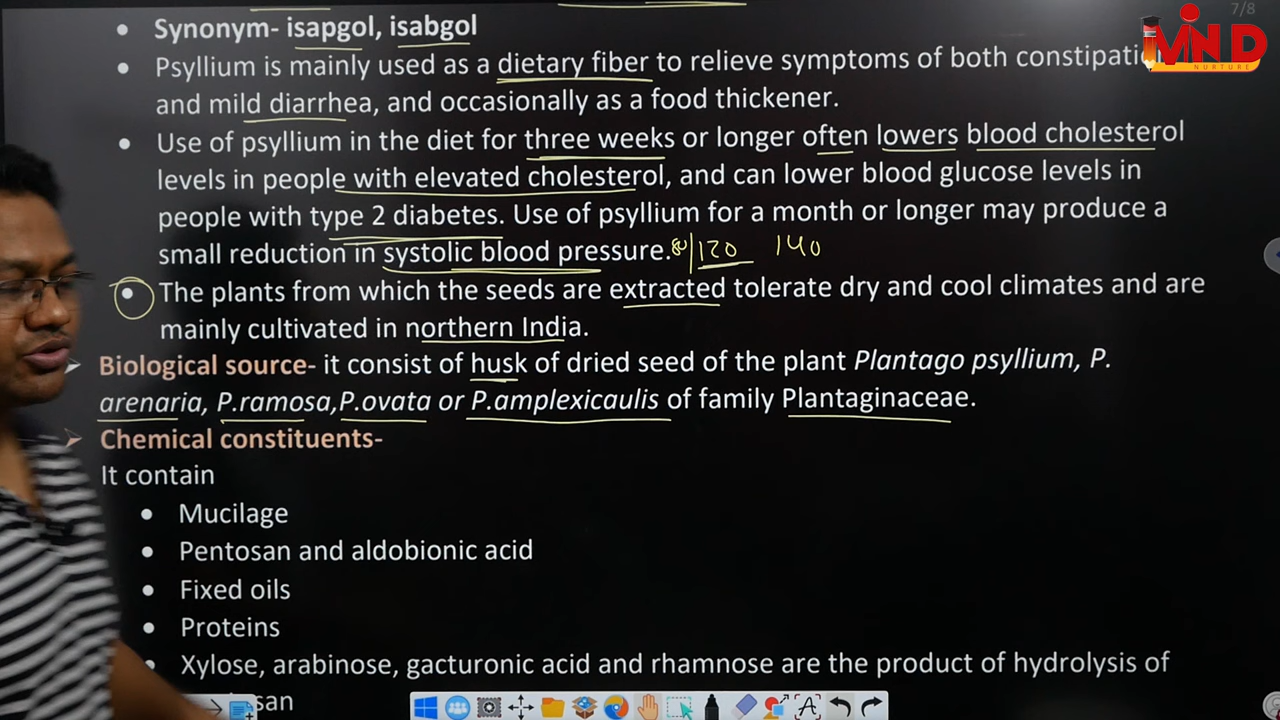 7/8
MIND
NURTURE
• Synonym- isapgol, isabgol
• Psyllium is mainly used as a dietary fiber to relieve symptoms of both
and mild diarrhea, and occasionally as a food thickener.
• Use of psyllium in the diet for three weeks or longer often lowers blood cholesterol
levels in people with elevated cholesterol, and can lower blood glucose levels in
people with type 2 diabetes. Use of psyllium for a month or longer may produce a
small reduction in systolic blood pressure. 80/120 140
• The plants from which the seeds are extracted tolerate dry and cool climates and are
mainly cultivated in northern India.
Biological source- it consist of husk of dried seed of the plant Plantago psyllium, P.
arenaria, P.ramosa,P.ovata or P.amplexicaulis of family Plantaginaceae.
Chemical constituents-
It contain
• Mucilage
• Pentosan and aldobionic acid
• Fixed oils
• Proteins
• Xylose, arabinose, gacturonic acid and rhamnose are the product of hydrolysis of